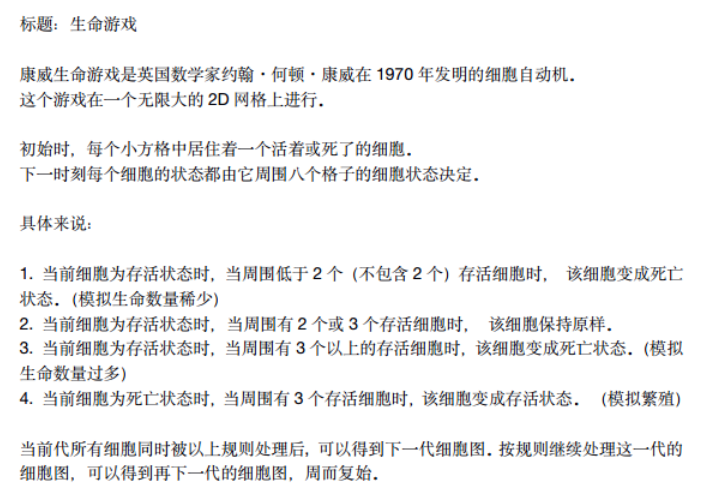 标题：生命游戏
康威生命游戏是英国数学家约翰・何顿・康威在 1970 年发明的细胞自动机．
这个游戏在一个无限大的 2D 网格上进行．
初始时，每个小方格中居住着一个活着或死了的细胞．
下一时刻每个细胞的状态都由它周围八个格子的细胞状态决定．
具体来说：
1. 当前细胞为存活状态时，当周围低于 2 个（不包含 2 个）存活细胞时， 该细胞变成死亡
状态．（模拟生命数量稀少）
2. 当前细胞为存活状态时，当周围有 2 个或 3 个存活细胞时， 该细胞保持原样．
3. 当前细胞为存活状态时，当周围有 3 个以上的存活细胞时，该细胞变成死亡状态．（模拟
生命数量过多）
4. 当前细胞为死亡状态时，当周围有 3 个存活细胞时，该细胞变成存活状态． （模拟繁殖）
当前代所有细胞同时被以上规则处理后，可以得到下一代细胞图．按规则继续处理这一代的
细胞图，可以得到再下一代的细胞图，周而复始．